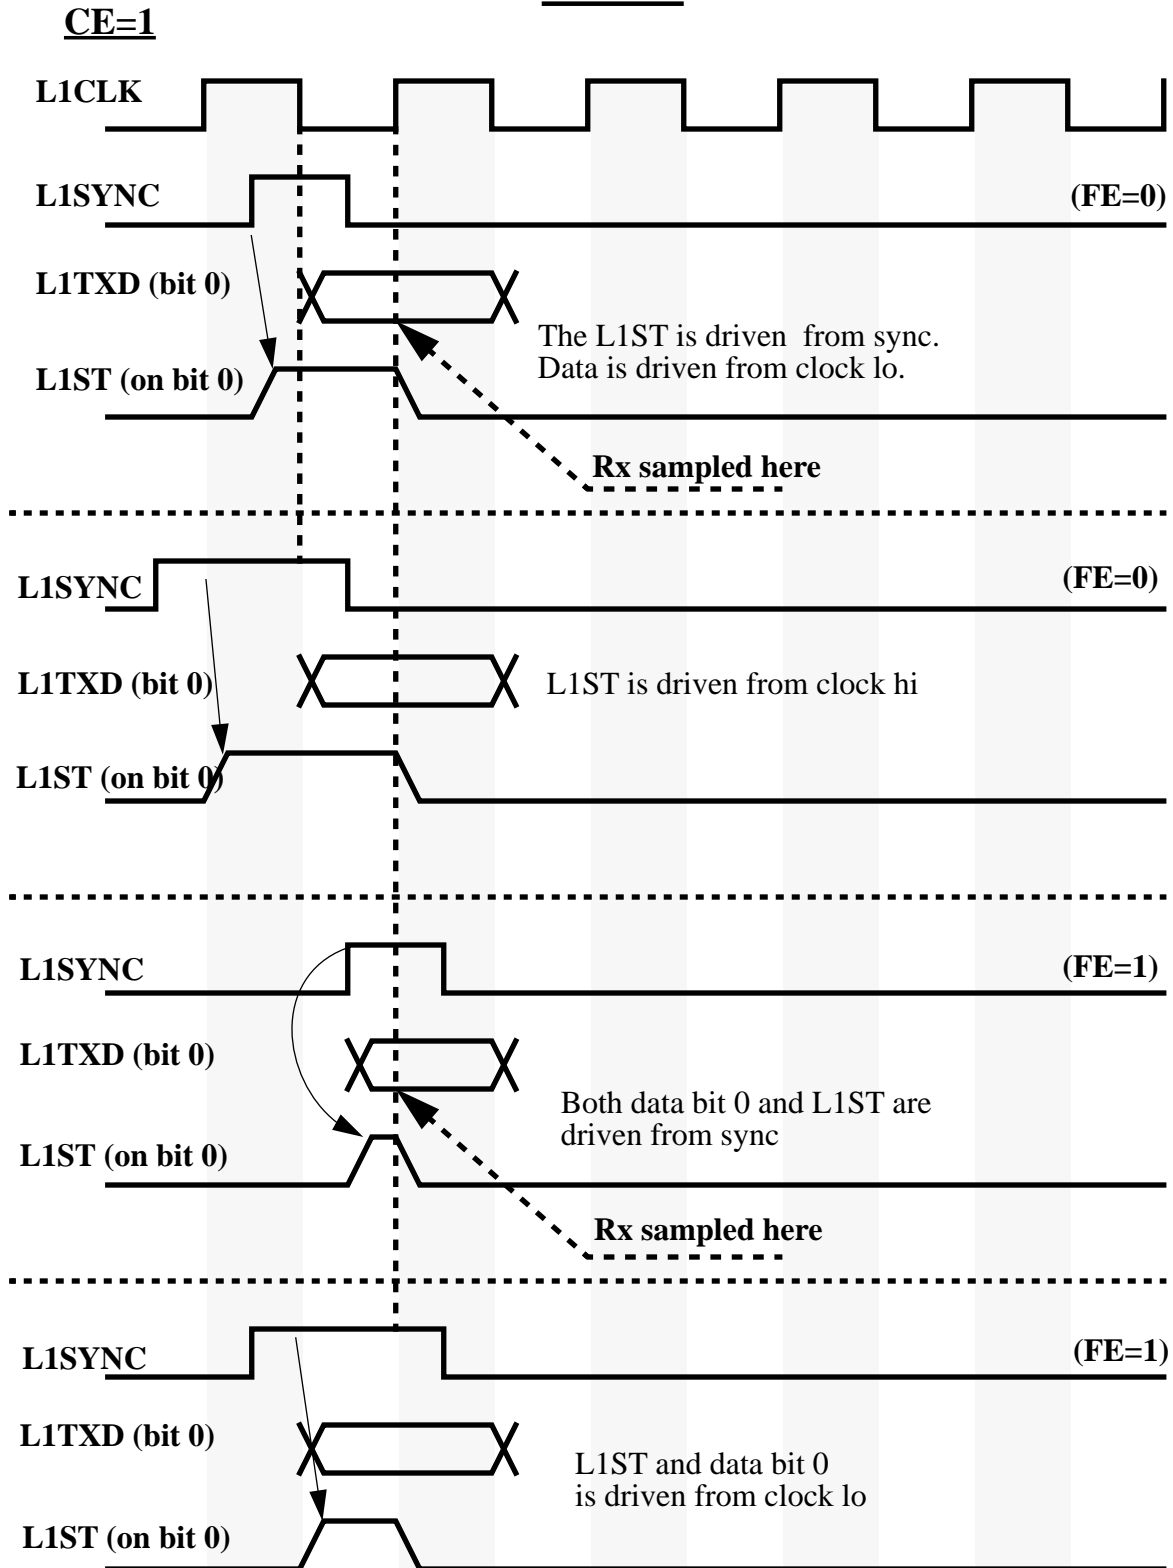 CE=1
L1CLK
L1SYNC
(FE=0)
L1TXD (bit 0)
The L1ST is driven from sync.
Data is driven from clock lo.
L1ST (on bit 0)
Rx sampled here
L1SYNC
(FE=0)
L1TXD (bit 0)
L1ST is driven from clock hi
L1ST (on bit 0)
L1SYNC
(FE=1)
L1TXD (bit 0)
Both data bit 0 and L1ST are
driven from sync
L1ST (on bit 0)
Rx sampled here
L1SYNC
(FE=1)
L1TXD (bit 0)
L1ST and data bit 0
is driven from clock lo
L1ST (on bit 0)